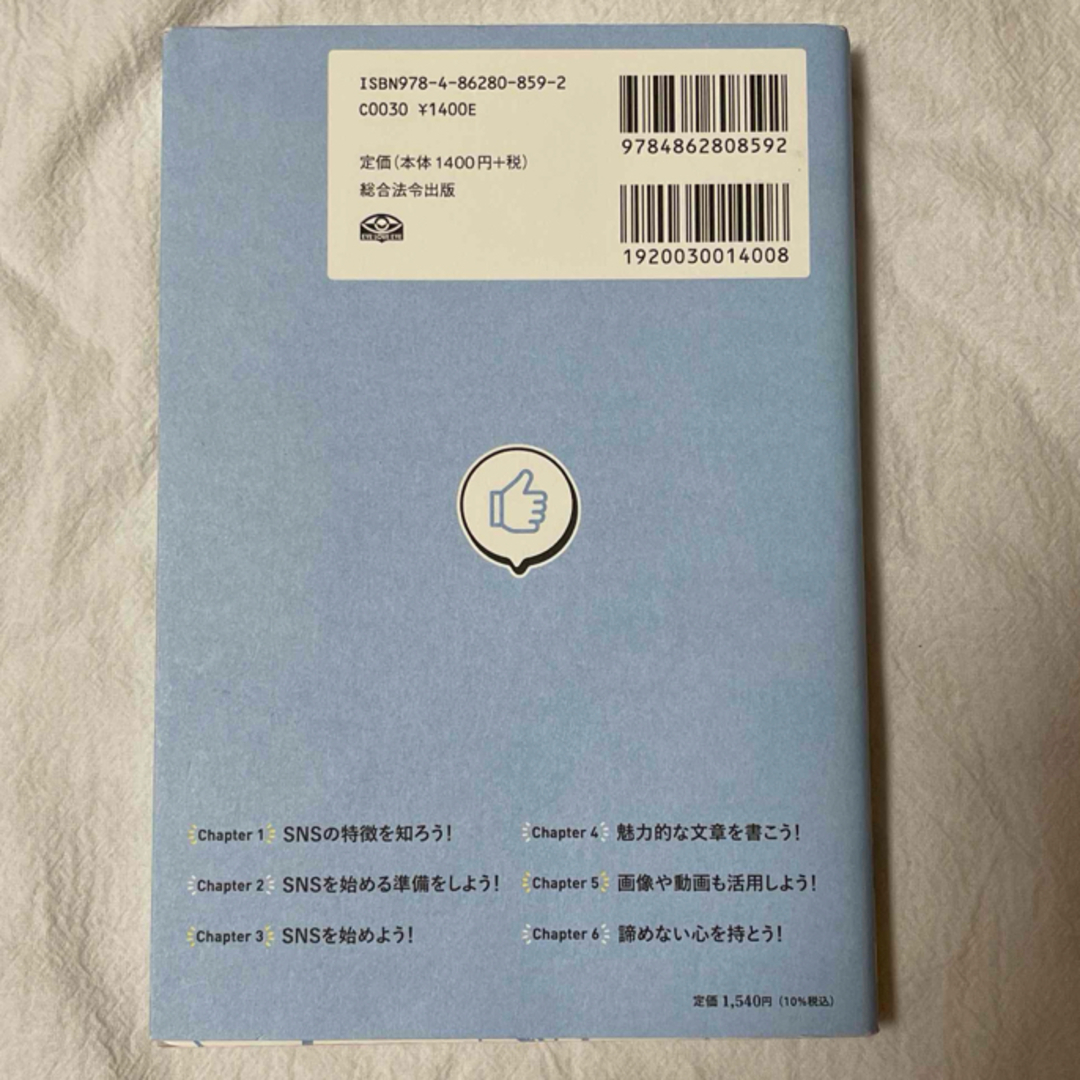 ISBN978-4-86280-859-2
C0030 ¥1400E
定価(本体1400円+税)
総合法令出版
EYE LOVE EYE
9784862808592
1920030014008
Chapter 1 SNSの特徴を知ろう!
Chapter 2 SNSを始める準備をしよう!
Chapter 3 SNSを始めよう!
Chapter 4 魅力的な文章を書こう!
Chapter 5 画像や動画も活用しよう!
Chapter 6 諦めない心を持とう!
定価 1,540円(10%税込)